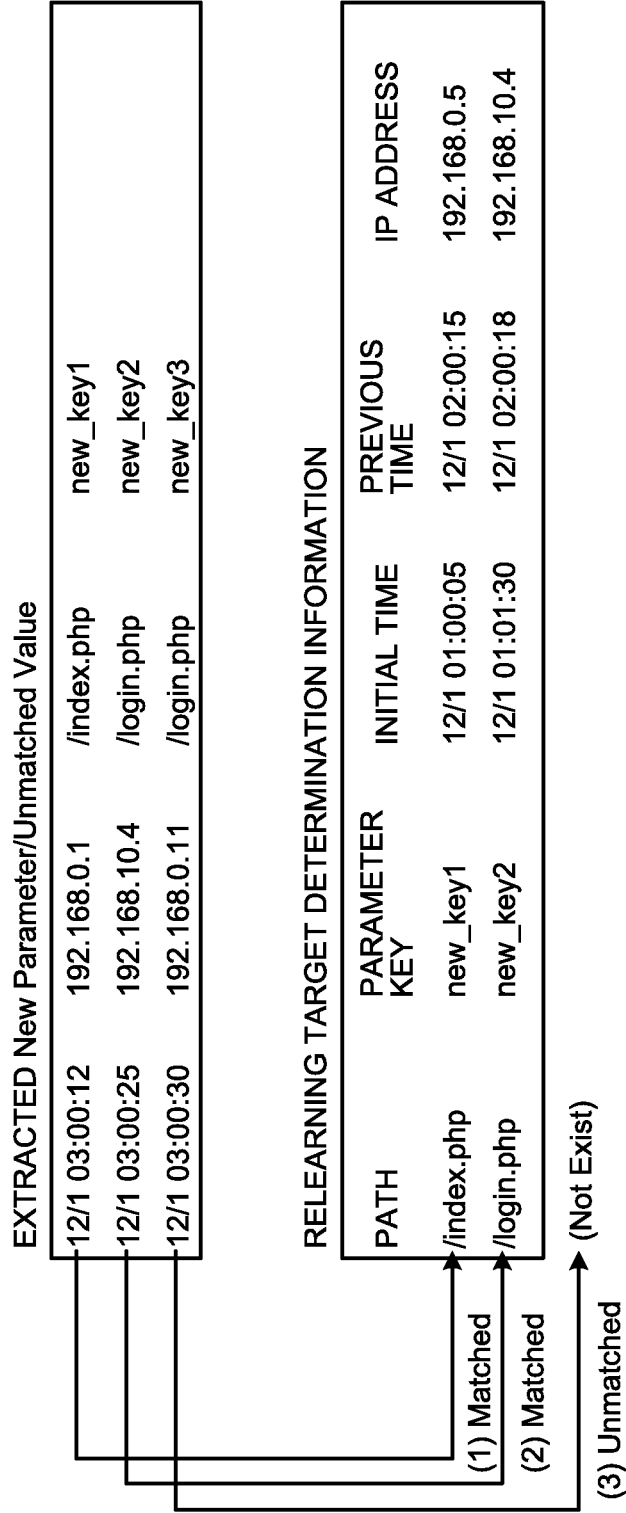 EXTRACTED New Parameter/Unmatched Value
12/1 03:00:12 192.168.0.1 /index.php new_key1
12/1 03:00:25 192.168.10.4 /login.php new_key2
12/1 03:00:30 192.168.0.11 /login.php new_key3
RELEARNING TARGET DETERMINATION INFORMATION
PATH PARAMETER KEY INITIAL TIME PREVIOUS TIME IP ADDRESS
/index.php new_key1 12/1 01:00:05 12/1 02:00:15 192.168.0.5
(1) Matched
/login.php new_key2 12/1 01:01:30 12/1 02:00:18 192.168.10.4
(2) Matched
(Not Exist)
(3) Unmatched